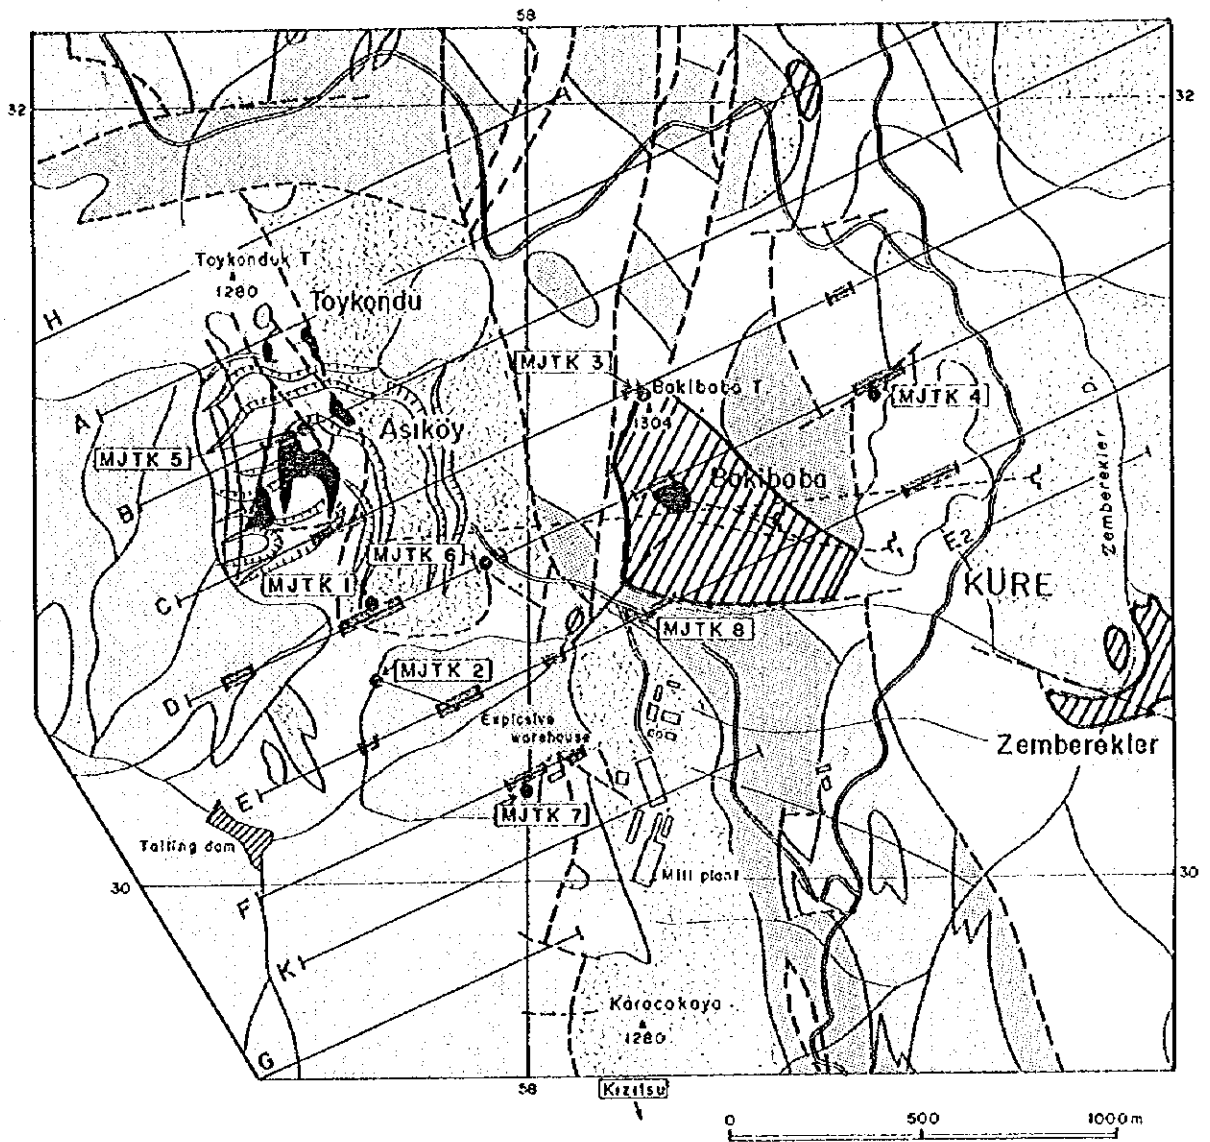 58
32
32
A
Toykonduk T
1280
Toykondu
H
MJTK 3
Bakibaba T
1304
MJTK 4
A
Asıköy
MJTK 5
Bakibaba
B
Zemberekler
E2
MJTK 6
KÜRE
C
MJTK 1
MJTK 8
MJTK 2
D
Explosive
warehouse
Zemberekler
E
MJTK 7
Tailing dam
Mill plant
30
30
F
K
Karacakaya
1280
G
58
Kızılsu
0 500 1000m